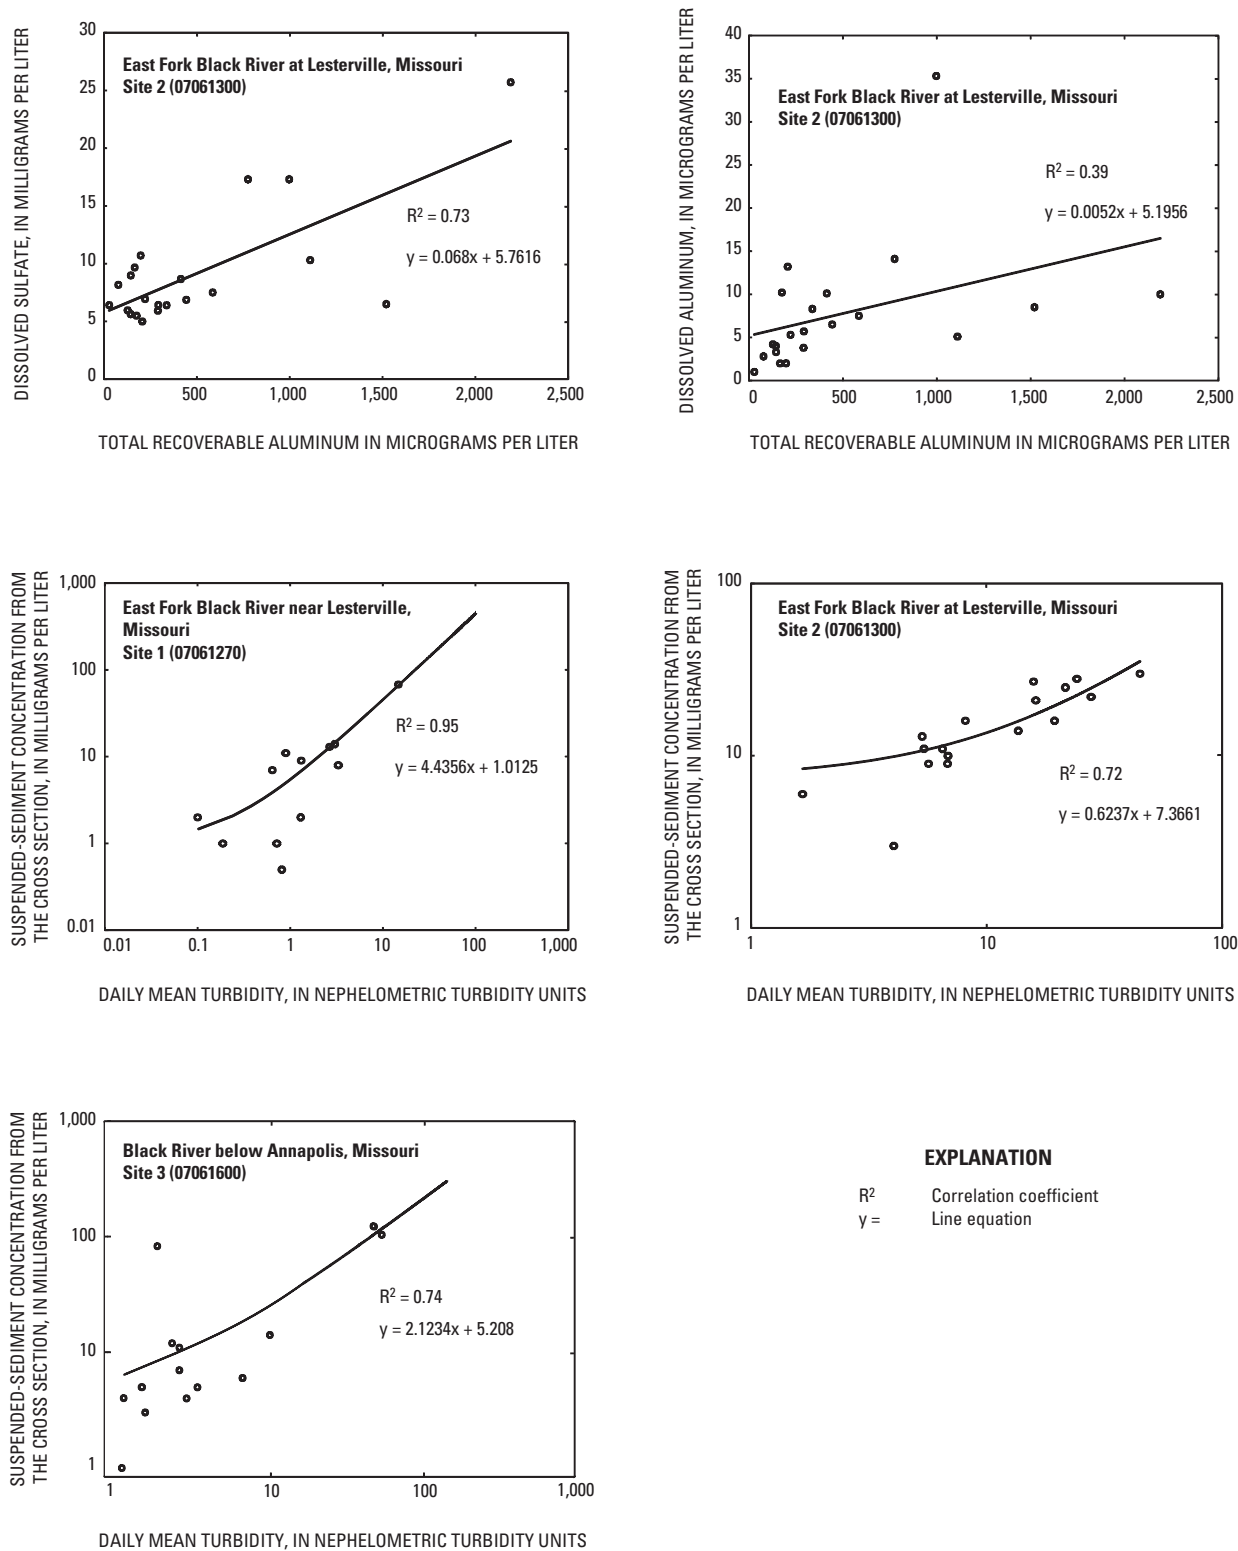 DISSOLVED SULFATE, IN MILLIGRAMS PER LITER
30
25
20
15
10
5
0
East Fork Black River at Lesterville, Missouri
Site 2 (07061300)
R² = 0.73
y = 0.068x + 5.7616
0 500 1,000 1,500 2,000 2,500
TOTAL RECOVERABLE ALUMINUM IN MICROGRAMS PER LITER
DISSOLVED ALUMINUM, IN MICROGRAMS PER LITER
40
35
30
25
20
15
10
5
0
East Fork Black River at Lesterville, Missouri
Site 2 (07061300)
R² = 0.39
y = 0.0052x + 5.1956
0 500 1,000 1,500 2,000 2,500
TOTAL RECOVERABLE ALUMINUM IN MICROGRAMS PER LITER
SUSPENDED-SEDIMENT CONCENTRATION FROM
THE CROSS SECTION, IN MILLIGRAMS PER LITER
1,000
100
10
1
0.01
East Fork Black River near Lesterville,
Missouri
Site 1 (07061270)
R² = 0.95
y = 4.4356x + 1.0125
0.01 0.1 1 10 100 1,000
DAILY MEAN TURBIDITY, IN NEPHELOMETRIC TURBIDITY UNITS
SUSPENDED-SEDIMENT CONCENTRATION FROM
THE CROSS SECTION, IN MILLIGRAMS PER LITER
100
10
1
East Fork Black River at Lesterville, Missouri
Site 2 (07061300)
R² = 0.72
y = 0.6237x + 7.3661
1 10 100
DAILY MEAN TURBIDITY, IN NEPHELOMETRIC TURBIDITY UNITS
SUSPENDED-SEDIMENT CONCENTRATION FROM
THE CROSS SECTION, IN MILLIGRAMS PER LITER
1,000
100
10
1
Black River below Annapolis, Missouri
Site 3 (07061600)
R² = 0.74
y = 2.1234x + 5.208
1 10 100 1,000
DAILY MEAN TURBIDITY, IN NEPHELOMETRIC TURBIDITY UNITS
EXPLANATION
R² Correlation coefficient
y = Line equation